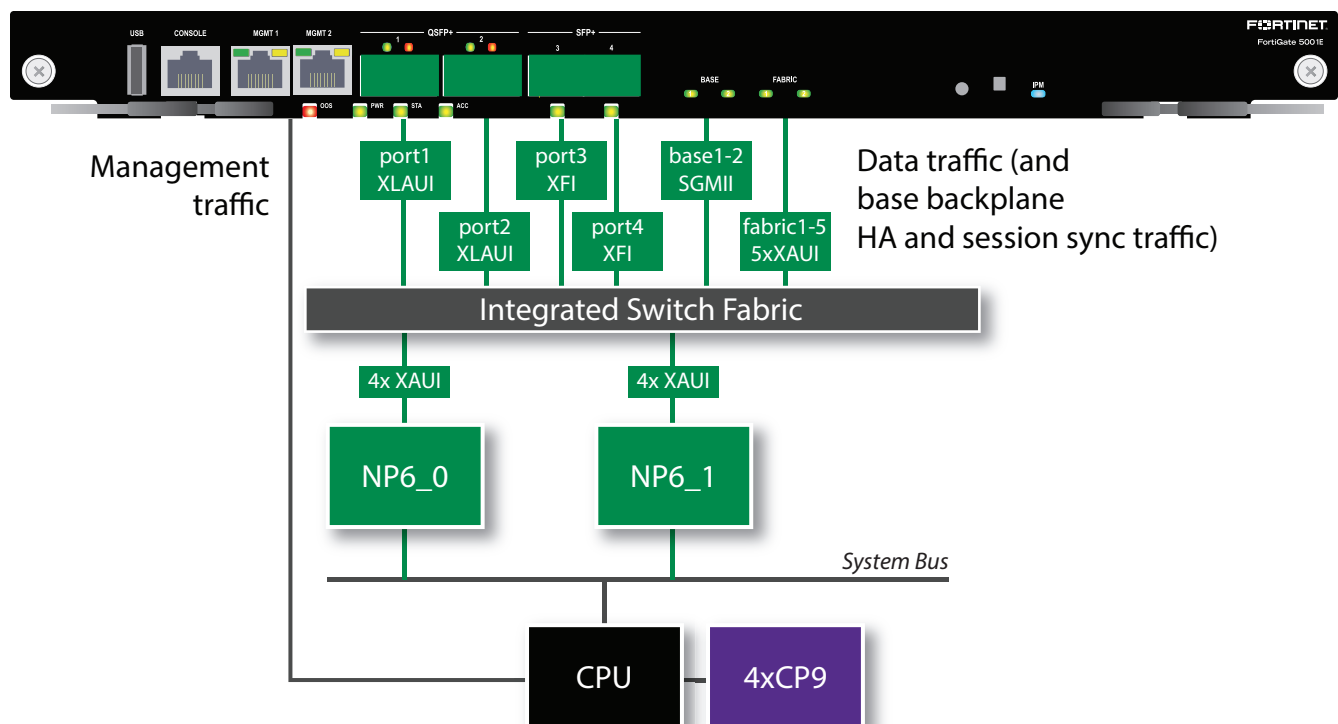 USB
CONSOLE
MGMT 1
MGMT 2
QSFP+
1
2
SFP+
3
4
BASE
FABRIC
IPM
FORTINET
FortiGate 5001E
OOS
PWR
STA
ACC
Management
traffic
port1
XLAUI
port2
XLAUI
port3
XFI
port4
XFI
base1-2
SGMII
fabric1-5
5xXAUI
Data traffic (and
base backplane
HA and session sync traffic)
Integrated Switch Fabric
4x XAUI
4x XAUI
NP6_0
NP6_1
System Bus
CPU
4xCP9